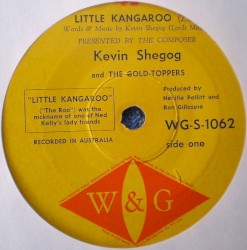 LITTLE KANGAROO
Words & Music by Kevin Shegog
PRESENTED BY THE COMPOSER
Kevin Shegog
and THE GOLD-TOPPERS
"LITTLE KANGAROO"
("The Roo" was the
nickname of one of Ned
Kelly's lady friends
RECORDED IN AUSTRALIA
Produced by
Neville Pellitt and
Ron Gillespie
WG-S-1062
side one
W & G